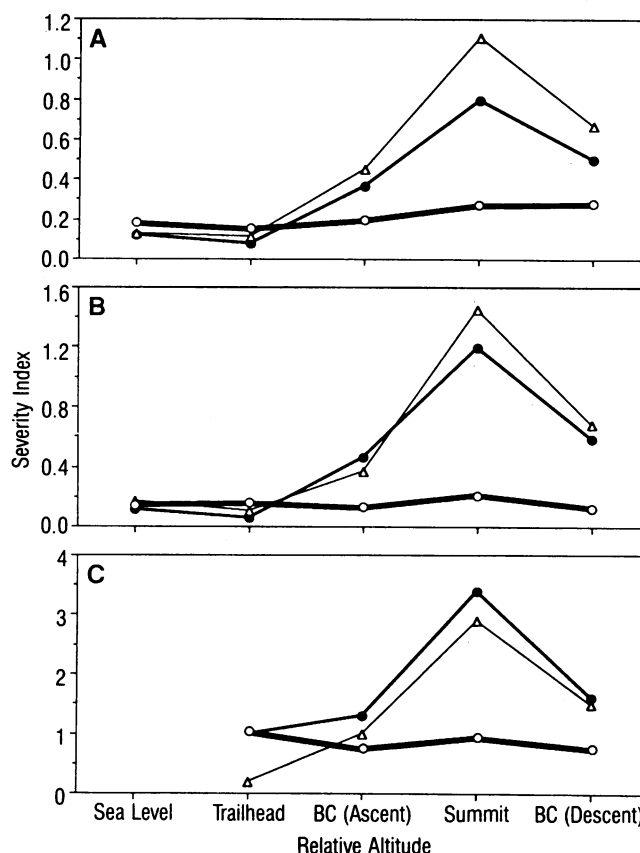 A
1.2
1.0
0.8
0.6
0.4
0.2
0.0
B
1.6
1.2
0.8
0.4
0.0
Severity Index
C
4
3
2
1
0
Sea Level Trailhead BC (Ascent) Summit BC (Descent)
Relative Altitude